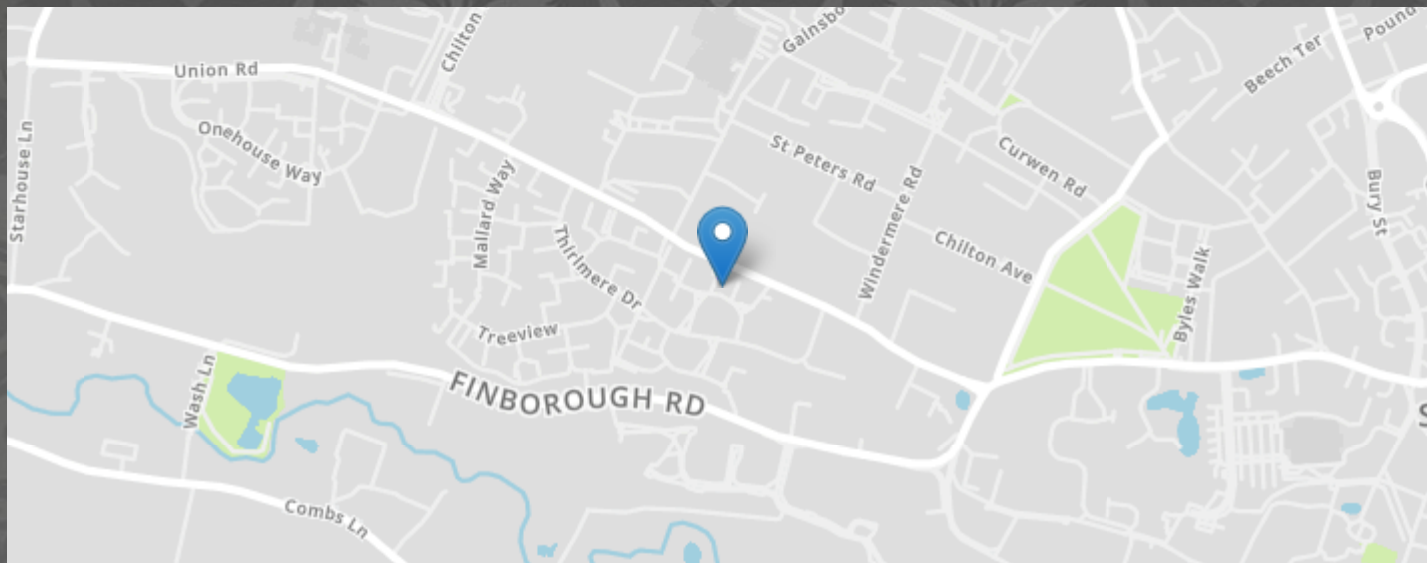 Gainsbo
Pound
Chilton
Beech Ter
Union Rd
Onehouse Way
Starhouse Ln
St Peters Rd
Curwen Rd
Mallard Way
Windermere Rd
Bury St
Thirlmere Dr
Chilton Ave
Byles Walk
Treeview
Wash Ln
FINBOROUGH RD
Combs Ln